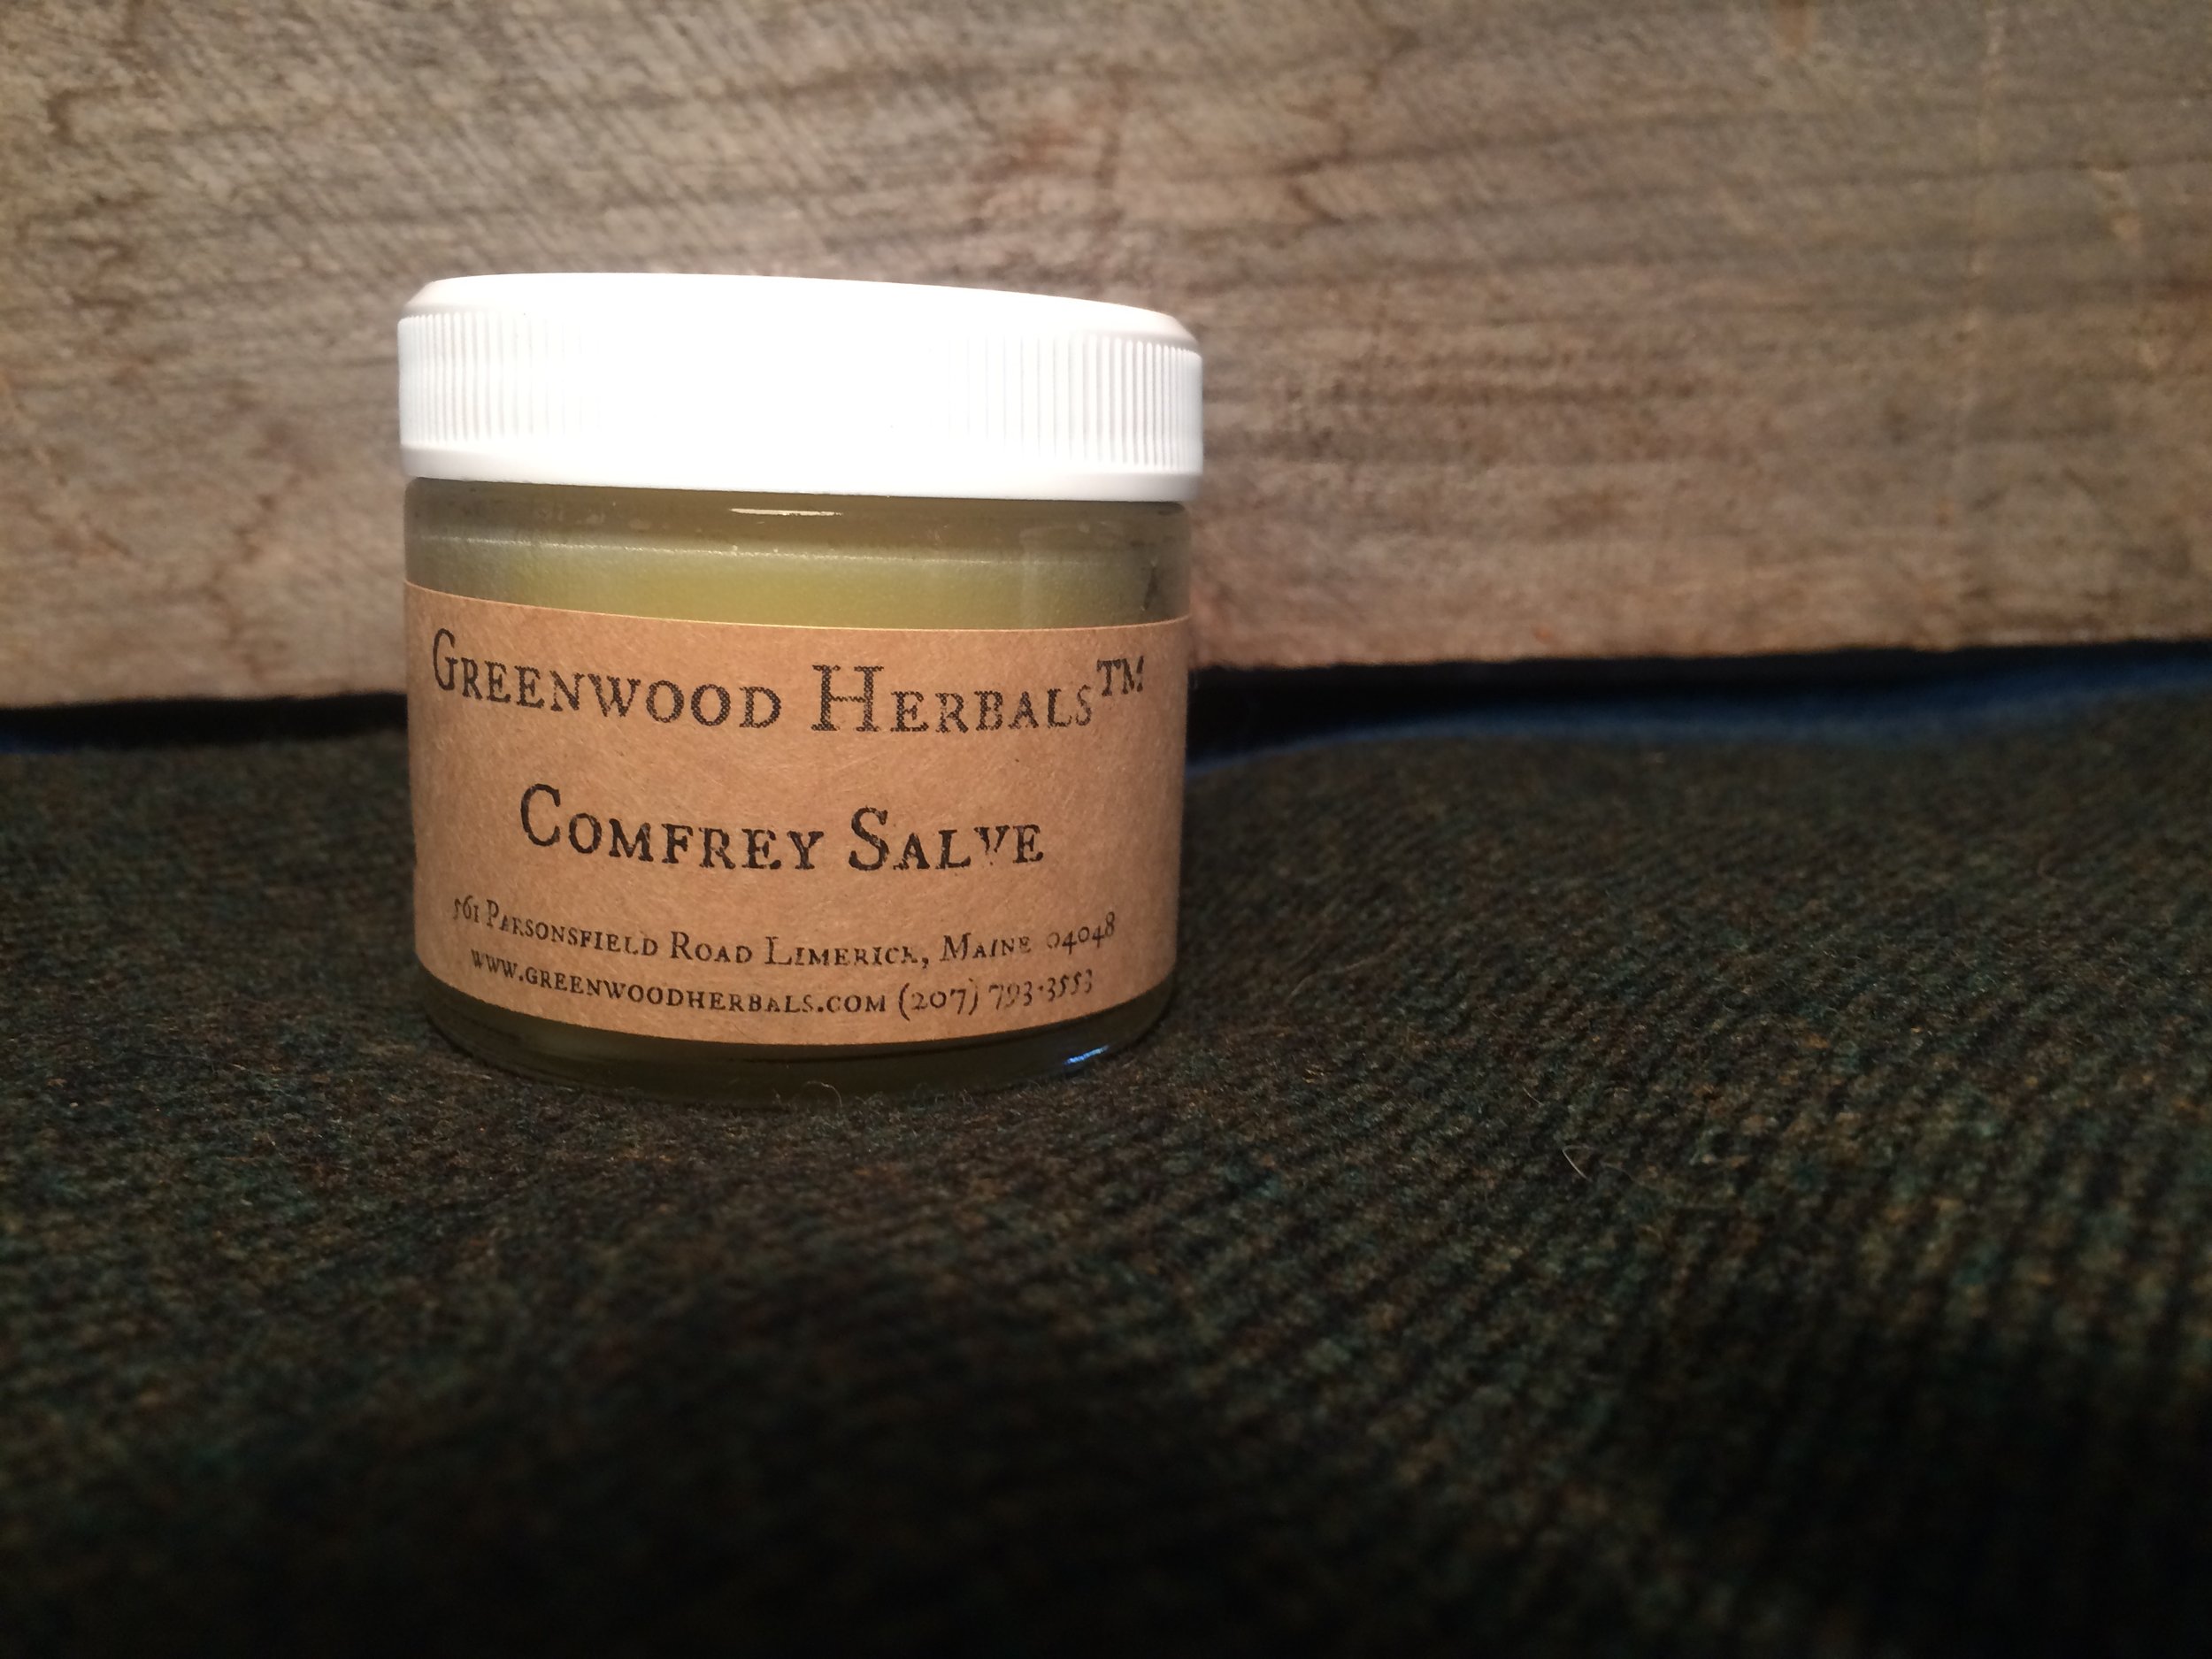 Greenwood Herbals™
Comfrey Salve
561 Parsonsfield Road Limerick, Maine 04048
www.greenwoodherbals.com (207) 793-3553